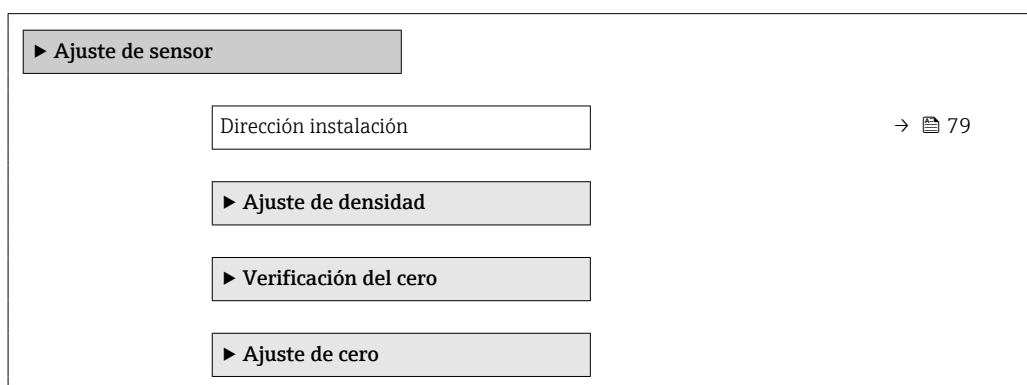 ▶ Ajuste de sensor
Dirección instalación → 79
▶ Ajuste de densidad
▶ Verificación del cero
▶ Ajuste de cero